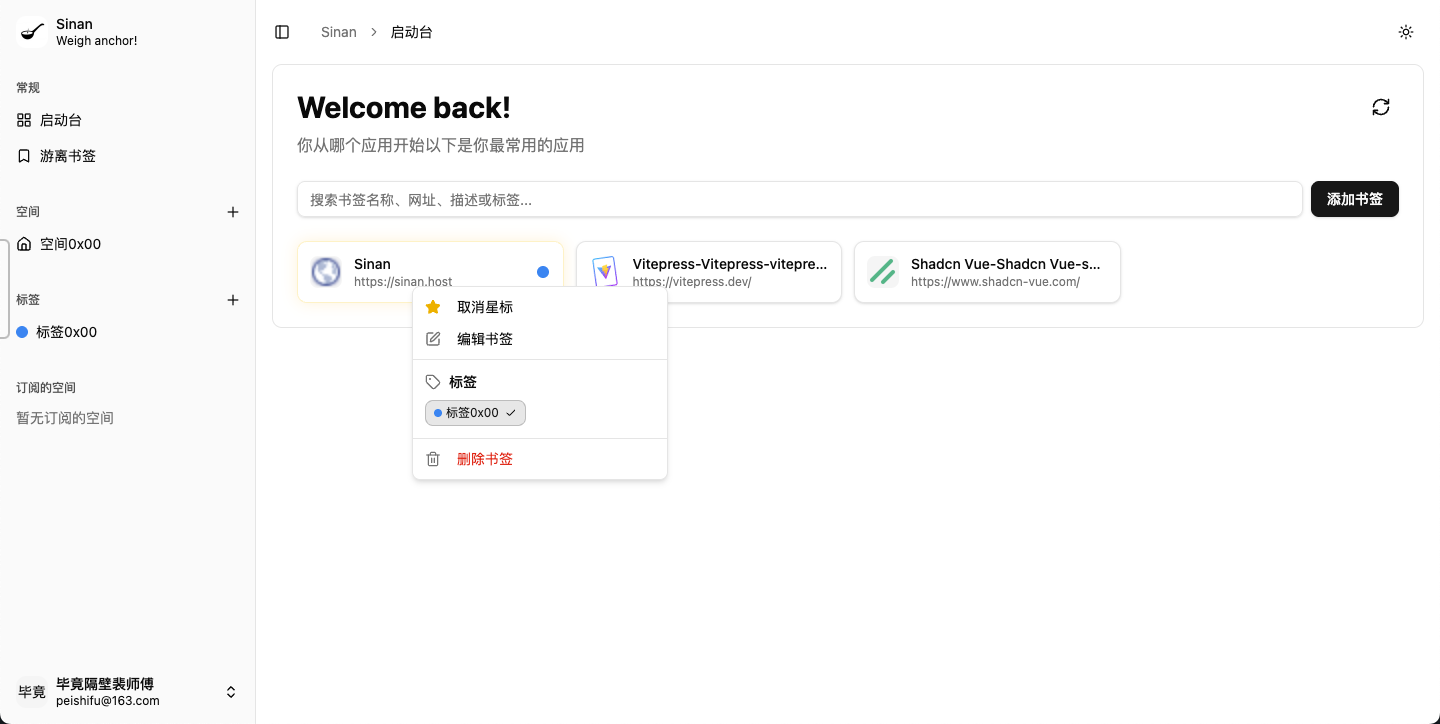 Sinan
Weigh anchor!
常规
启动台
游离书签
空间
空间0x00
标签
标签0x00
订阅的空间
暂无订阅的空间
毕竟
毕竟隔壁裴师傅
peishifu@163.com
Sinan
启动台
Welcome back!
你从哪个应用开始以下是你最常用的应用
搜索书签名称、网址、描述或标签...
添加书签
Sinan
https://sinan.host
Vitepress-Vitepress-vitepre...
https://vitepress.dev/
Shadcn Vue-Shadcn Vue-s...
https://www.shadcn-vue.com/
取消星标
编辑书签
标签
标签0x00
删除书签